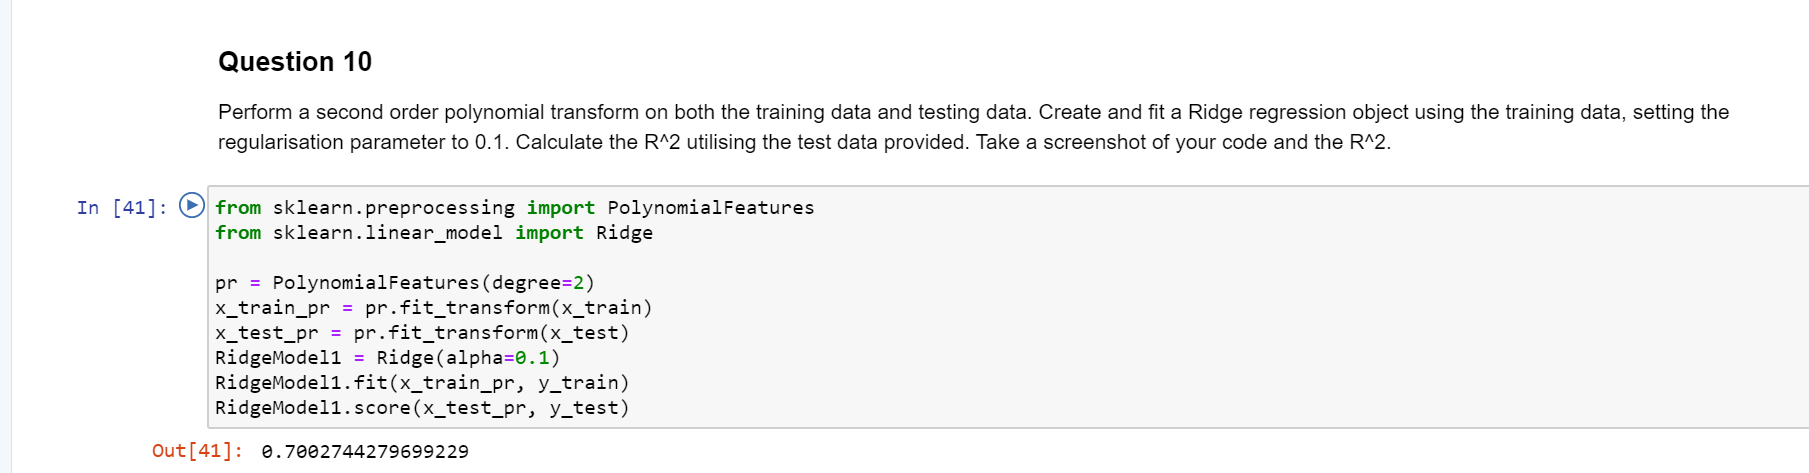 Question 10
Perform a second order polynomial transform on both the training data and testing data. Create and fit a Ridge regression object using the training data, setting the
regularisation parameter to 0.1. Calculate the R^2 utilising the test data provided. Take a screenshot of your code and the R^2.
In [41]: from sklearn.preprocessing import PolynomialFeatures
from sklearn.linear_model import Ridge
pr = PolynomialFeatures(degree=2)
x_train_pr = pr.fit_transform(x_train)
x_test_pr = pr.fit_transform(x_test)
RidgeModel1 = Ridge(alpha=0.1)
RidgeModel1.fit(x_train_pr, y_train)
RidgeModel1.score(x_test_pr, y_test)
Out[41]: 0.7002744279699229